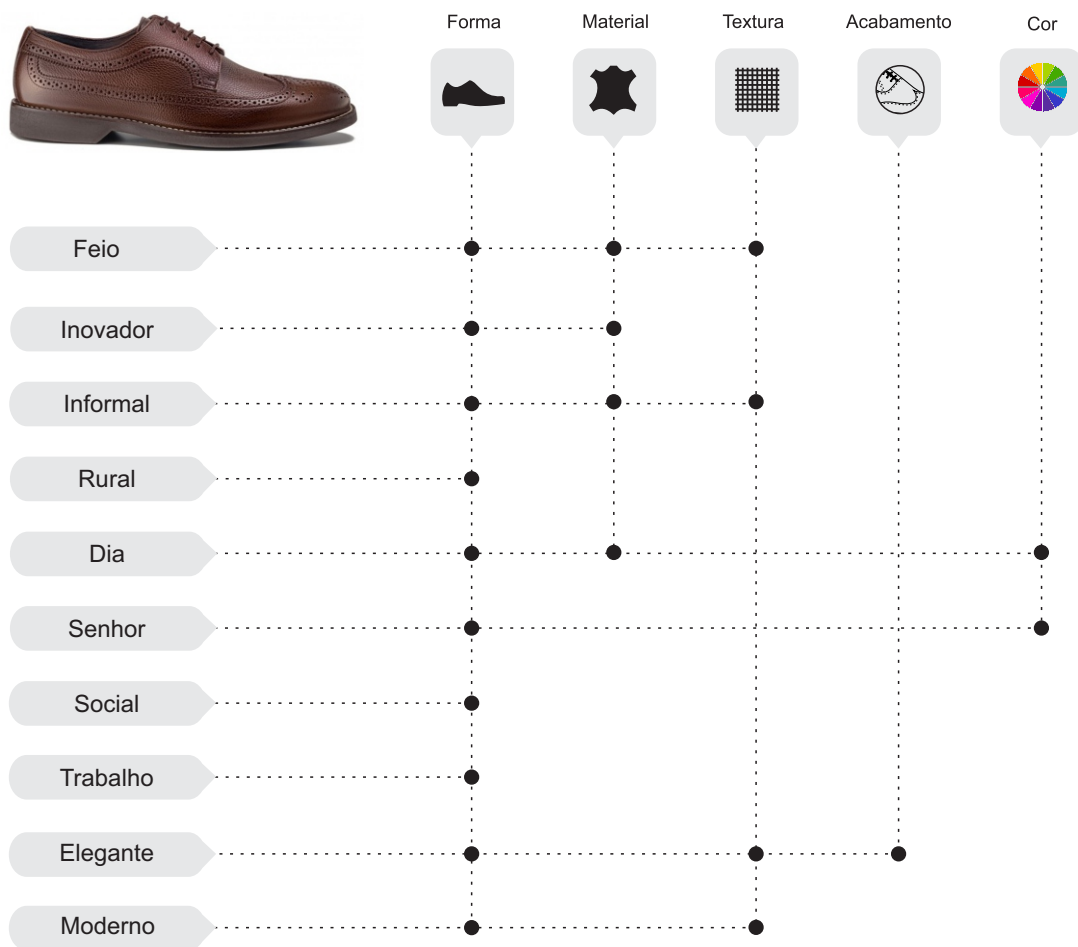 Forma
Material
Textura
Acabamento
Cor
Feio
Inovador
Informal
Rural
Dia
Senhor
Social
Trabalho
Elegante
Moderno